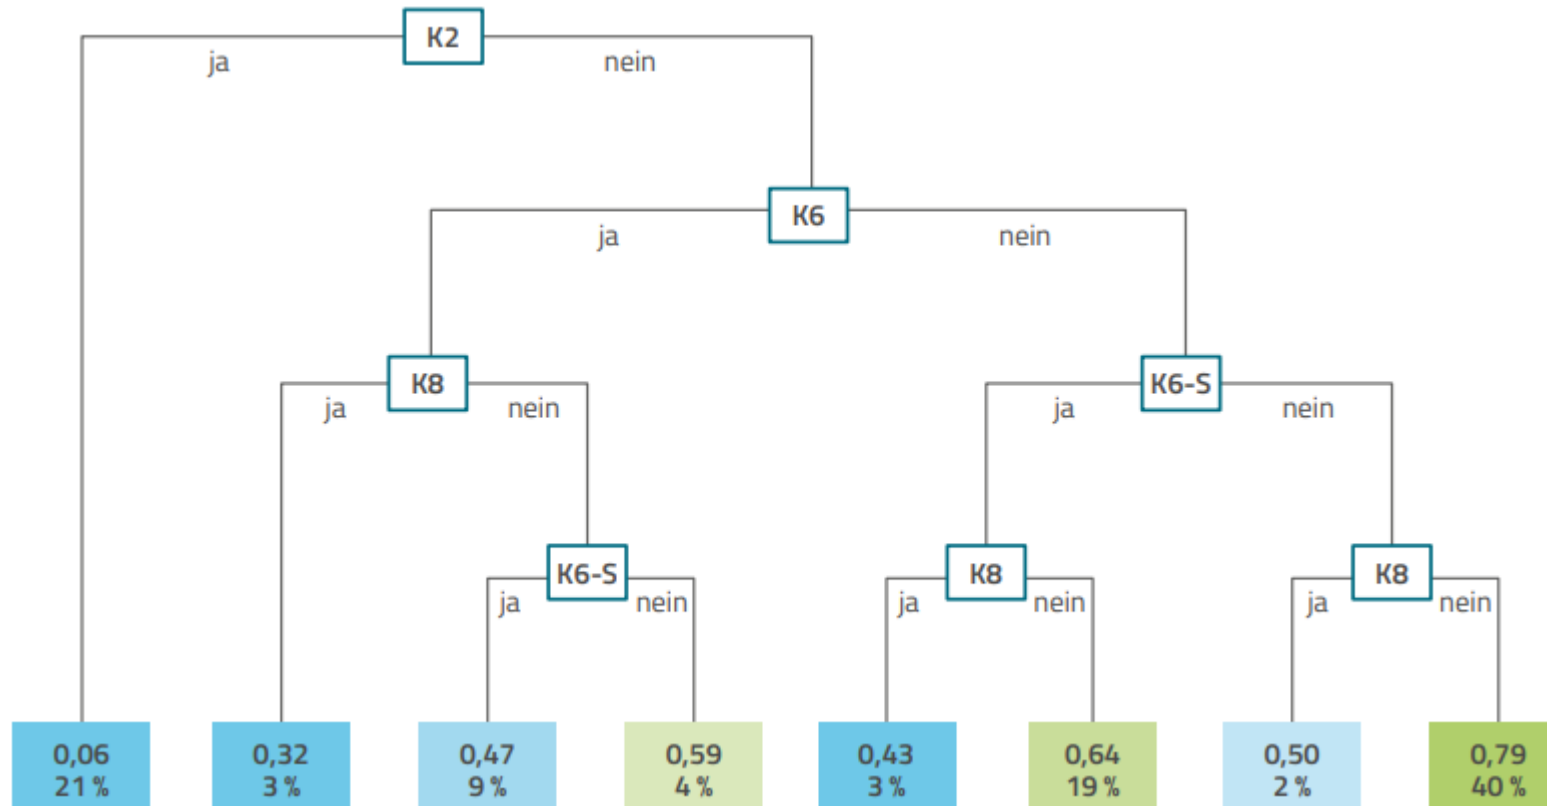 K2
ja
nein
K6
ja
nein
K8
K6-S
ja
nein
ja
nein
K6-S
K8
K8
ja
nein
ja
nein
ja
nein
0,06
21 %
0,32
3 %
0,47
9 %
0,59
4 %
0,43
3 %
0,64
19 %
0,50
2 %
0,79
40 %